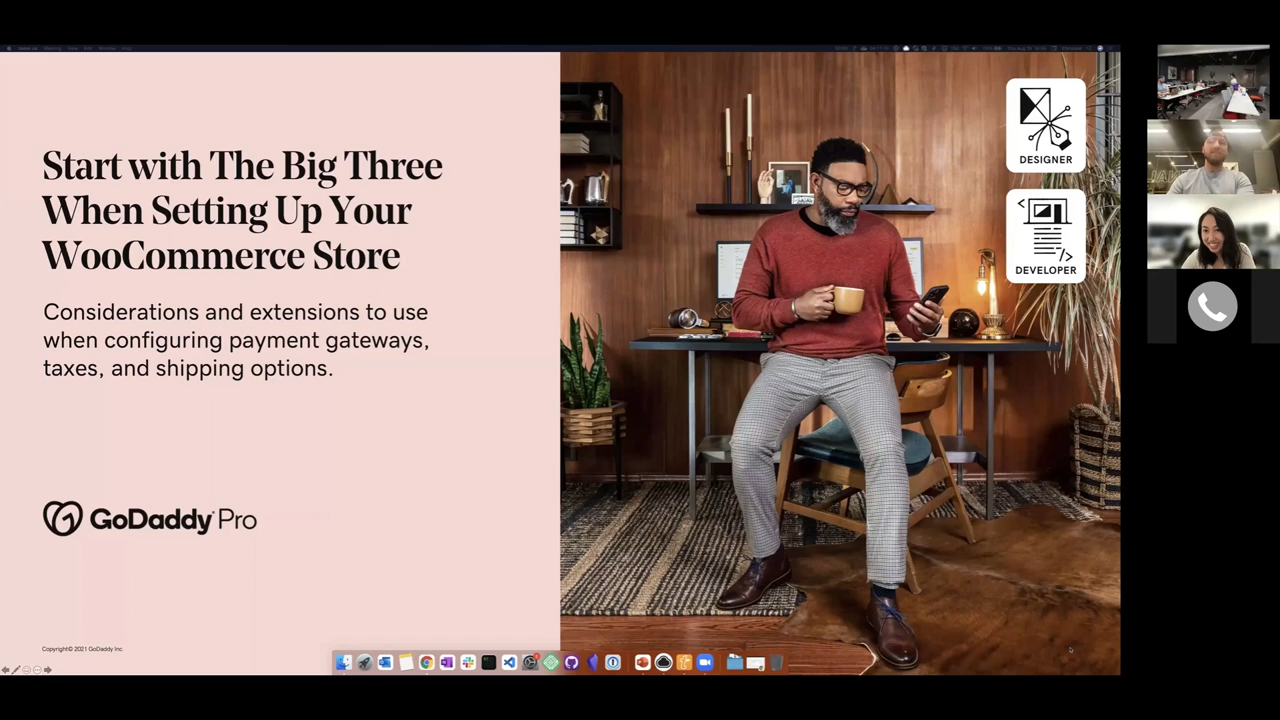 Start with The Big Three
When Setting Up Your
WooCommerce Store
Considerations and extensions to use
when configuring payment gateways,
taxes, and shipping options.
GoDaddy Pro
Copyright© 2021 GoDaddy Inc.
DESIGNER
DEVELOPER